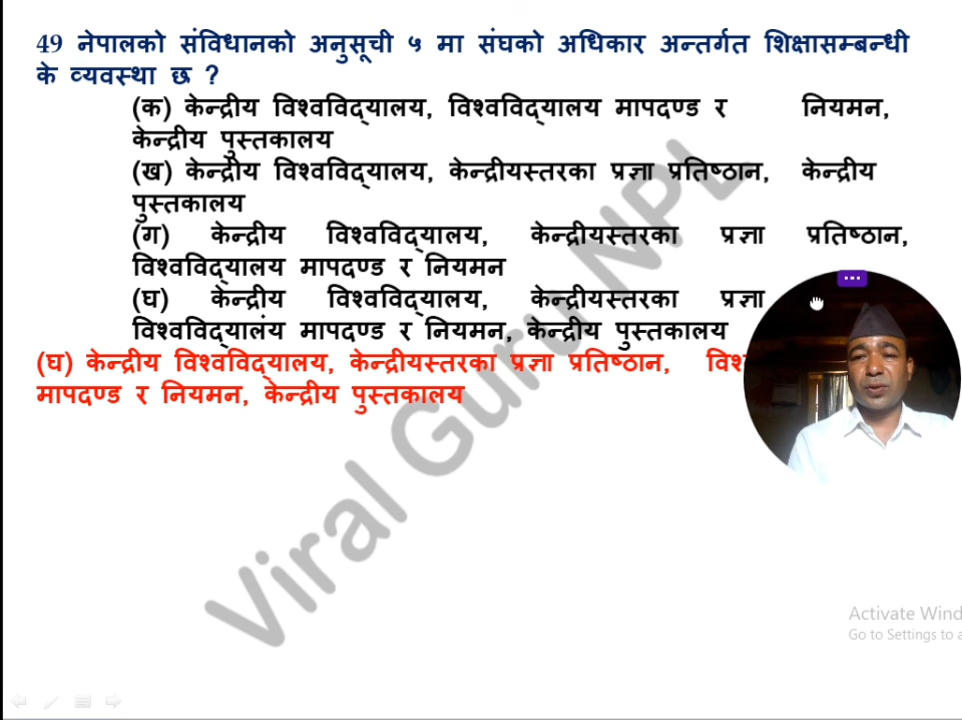 49 नेपालको संविधानको अनुसूची ५ मा संघको अधिकार अन्तर्गत शिक्षासम्बन्धी
के व्यवस्था छ ?
(क) केन्द्रीय विश्वविद्यालय, विश्वविद्यालय मापदण्ड र नियमन,
केन्द्रीय पुस्तकालय
(ख) केन्द्रीय विश्वविद्यालय, केन्द्रीयस्तरका प्रज्ञा प्रतिष्ठान, केन्द्रीय
पुस्तकालय
(ग) केन्द्रीय विश्वविद्यालय, केन्द्रीयस्तरका प्रज्ञा प्रतिष्ठान,
विश्वविद्यालय मापदण्ड र नियमन
(घ) केन्द्रीय विश्वविद्यालय, केन्द्रीयस्तरका प्रज्ञा
विश्वविद्यालंय मापदण्ड र नियमन, केन्द्रीय पुस्तकालय
(घ) केन्द्रीय विश्वविद्यालय, केन्द्रीयस्तरका प्रज्ञा प्रतिष्ठान,
मापदण्ड र नियमन, केन्द्रीय पुस्तकालय
Viral Guru NPL
Activate Wind
Go to Settings to a